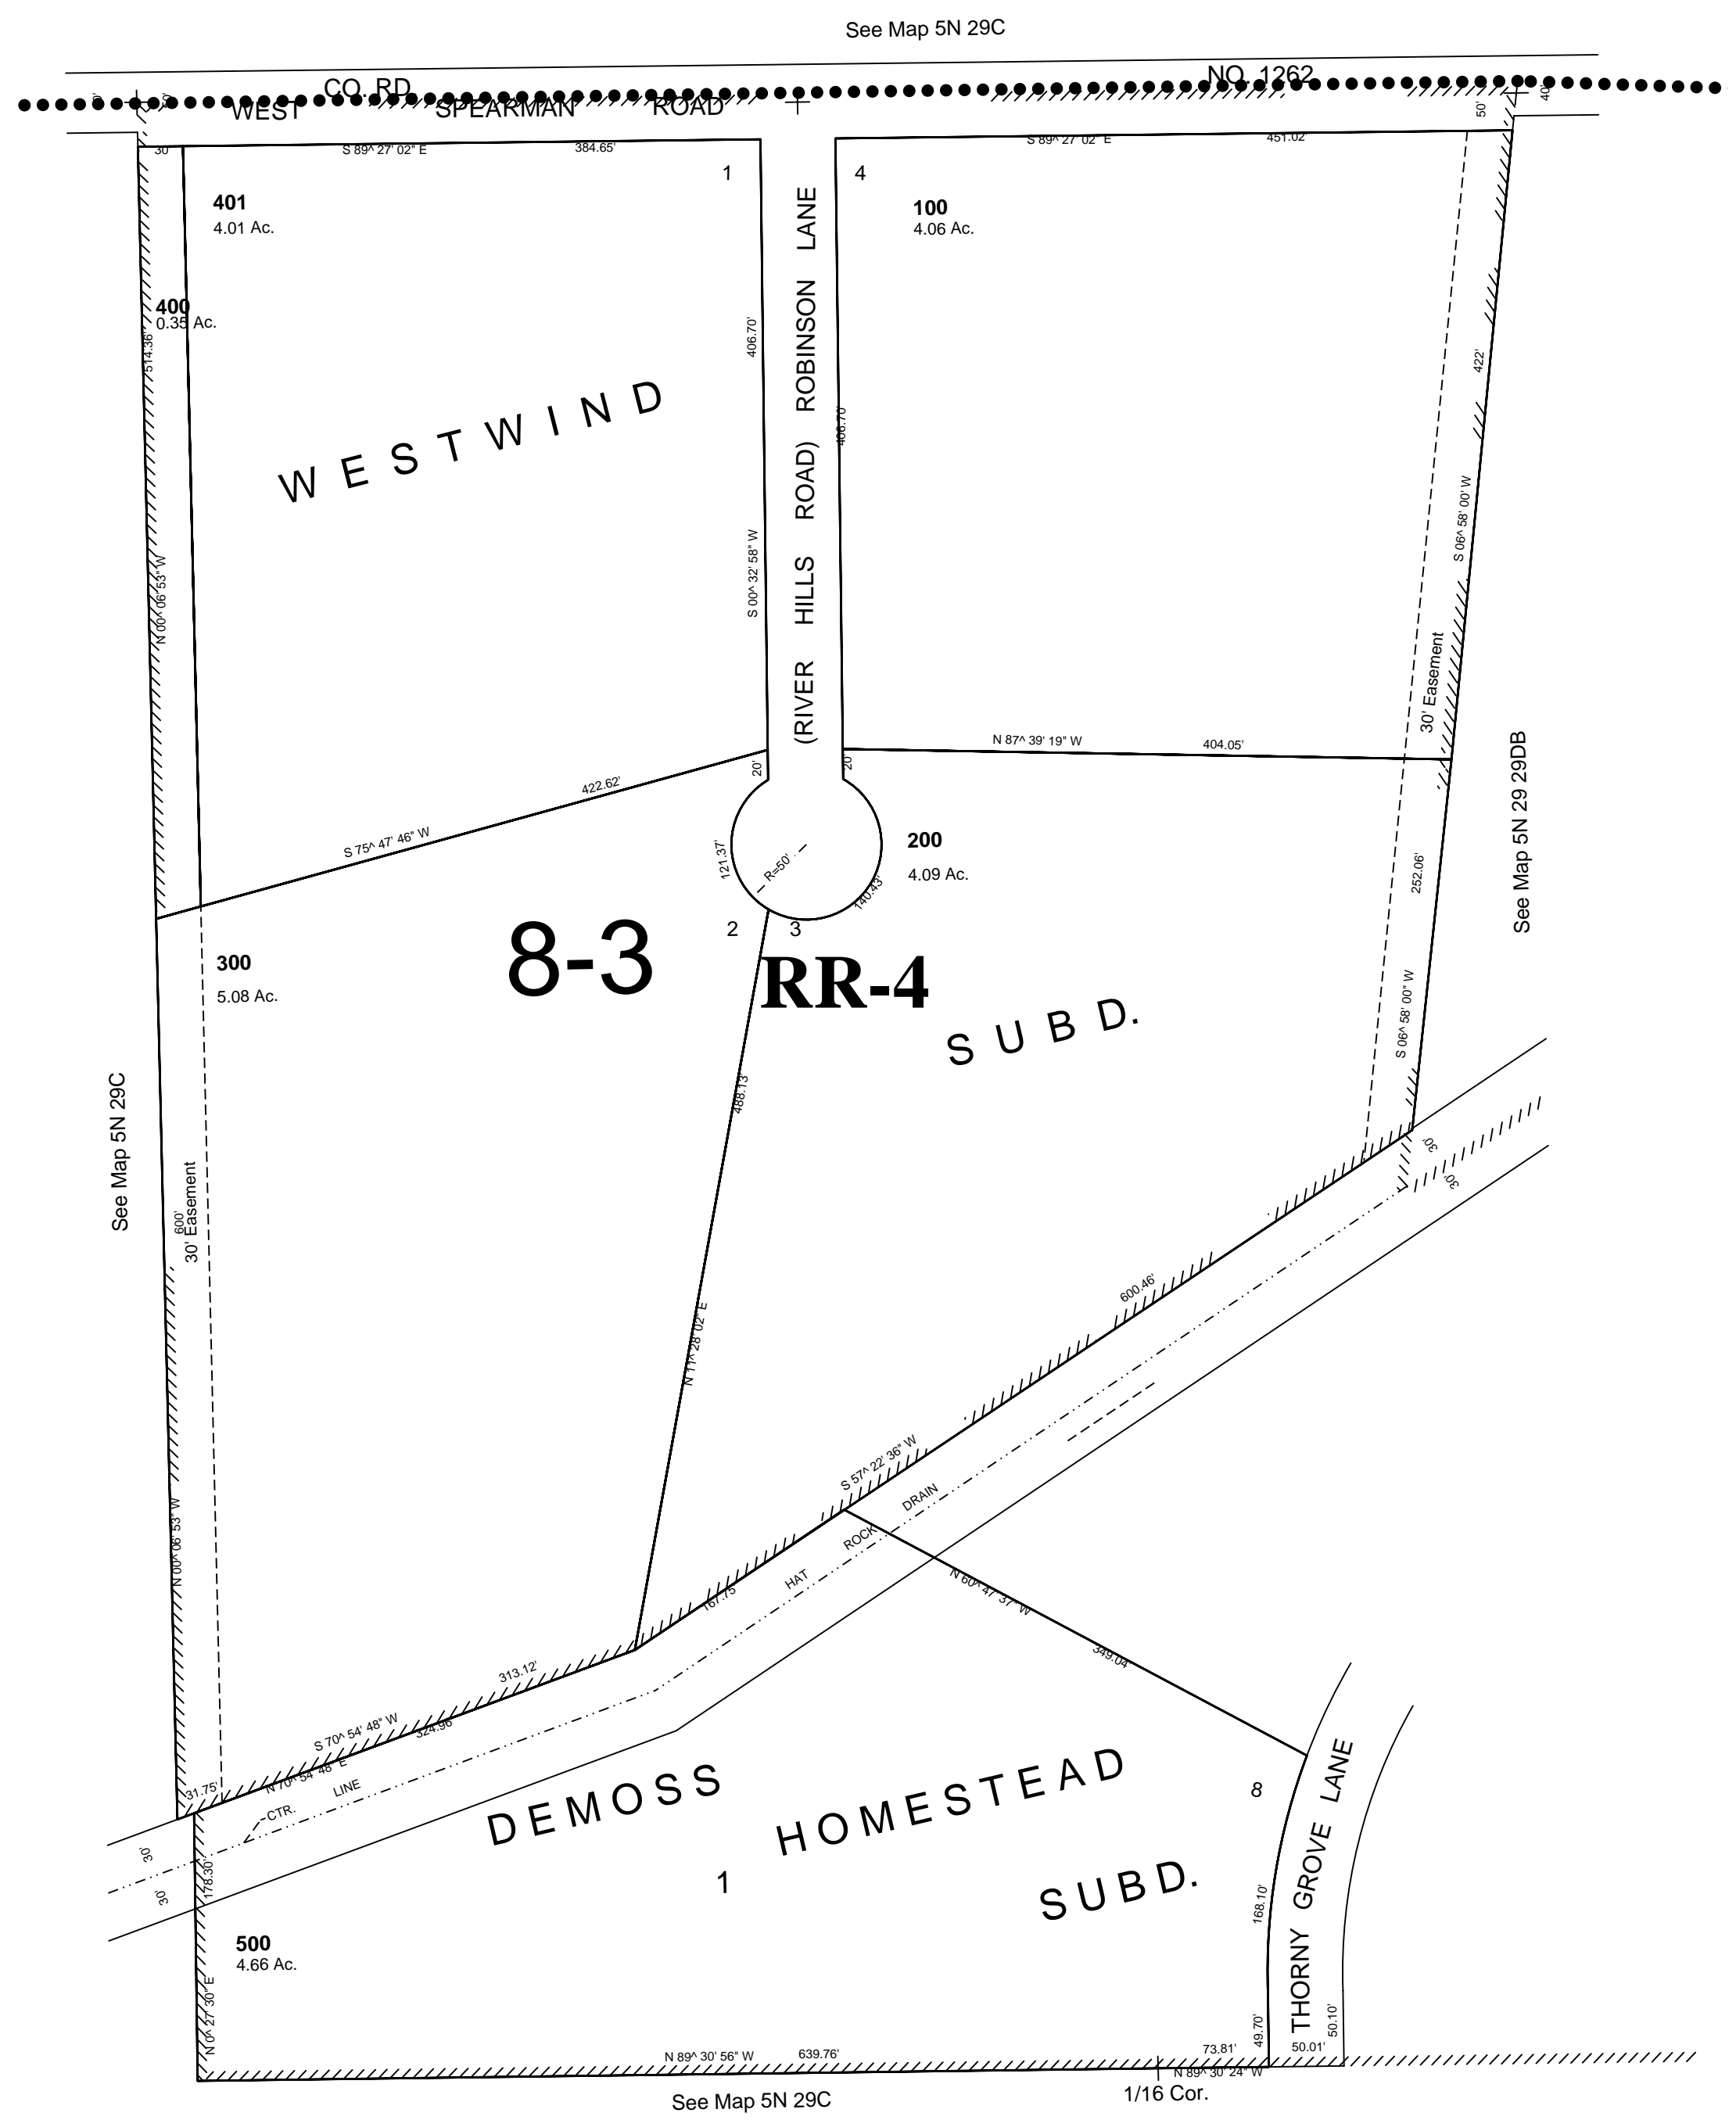 See Map 5N 29C
CO. RD. NO. 1262
WEST SPEARMAN ROAD
50'
40'
30'
S 89^ 27' 02" E 384.65'
S 89^ 27' 02" E 451.02'
1
4
401
4.01 Ac.
100
4.06 Ac.
400
0.35 Ac.
514.36'
N 00^ 06' 53" W
WESTWIND
406.70'
S 00^ 32' 58" W
(RIVER HILLS ROAD) ROBINSON LANE
406.70'
422'
S 06^ 58' 00" W
30' Easement
N 87^ 39' 19" W 404.05'
20'
20'
422.62'
S 75^ 47' 46" W
121.37'
R=50'
140.43'
200
4.09 Ac.
252.06'
S 06^ 58' 00" W
See Map 5N 29 29DB
2
3
8-3
RR-4
300
5.08 Ac.
SUBD.
See Map 5N 29C
600'
30' Easement
N 00^ 06' 53" W
488.13'
N 11^ 28' 02" E
30'
30'
600.46'
S 57^ 22' 36" W
HAT ROCK DRAIN
167.75'
N 60^ 47' 37" W
349.04'
313.12'
S 70^ 54' 48" W
324.96'
N 70^ 54' 48" E
31.75'
CTR. LINE
30'
30'
178.30'
DEMOSS HOMESTEAD
SUBD.
1
8
THORNY GROVE LANE
168.10'
49.70'
50.10'
500
4.66 Ac.
N 0^ 27' 30" E
N 89^ 30' 56" W 639.76'
73.81'
50.01'
N 89^ 30' 24" W
1/16 Cor.
See Map 5N 29C